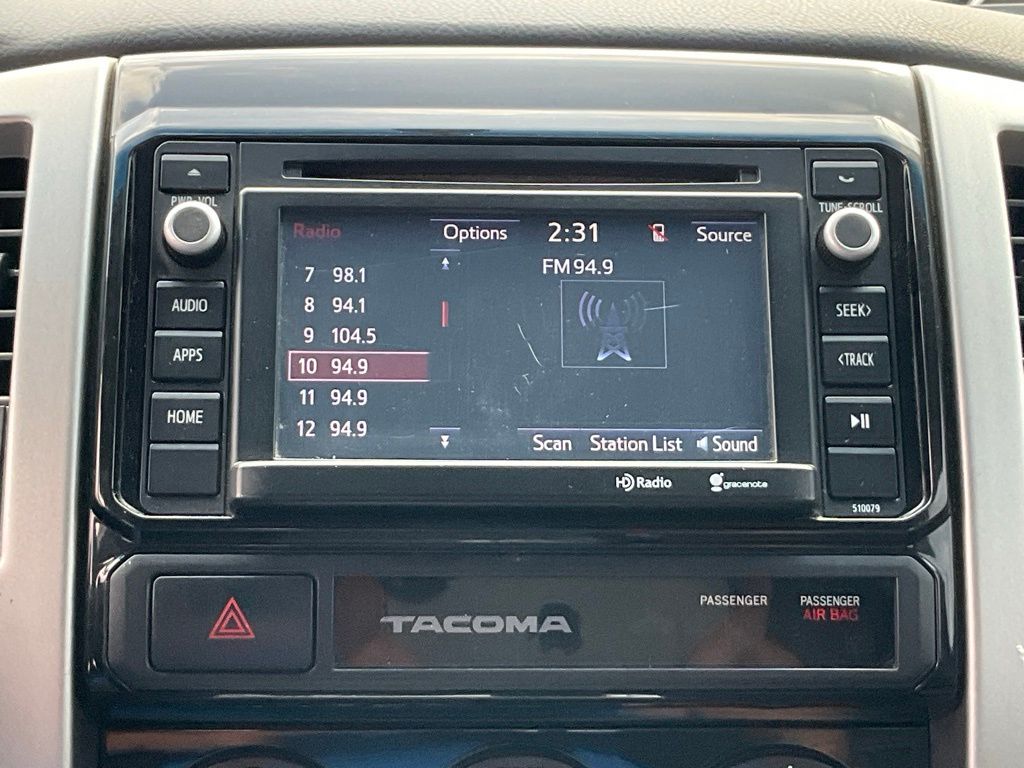 PWR·VOL
TUNE·SCROLL
Radio
Options
2:31
Source
7 98.1
8 94.1
9 104.5
10 94.9
11 94.9
12 94.9
FM 94.9
Scan
Station List
Sound
AUDIO
APPS
HOME
SEEK>
<TRACK
HD Radio
gracenote
510079
TACOMA
PASSENGER
PASSENGER
AIR BAG